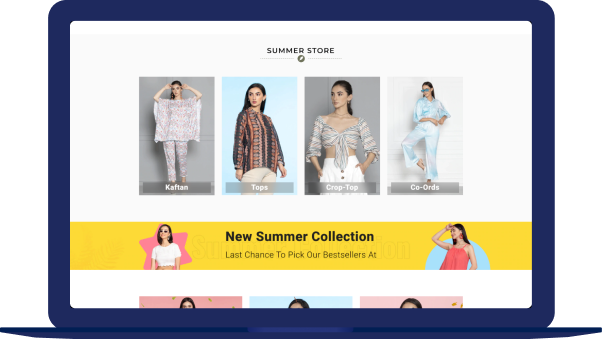 SUMMER STORE
Kaftan
Tops
Crop-Top
Co-Ords
New Summer Collection
Last Chance To Pick Our Bestsellers At